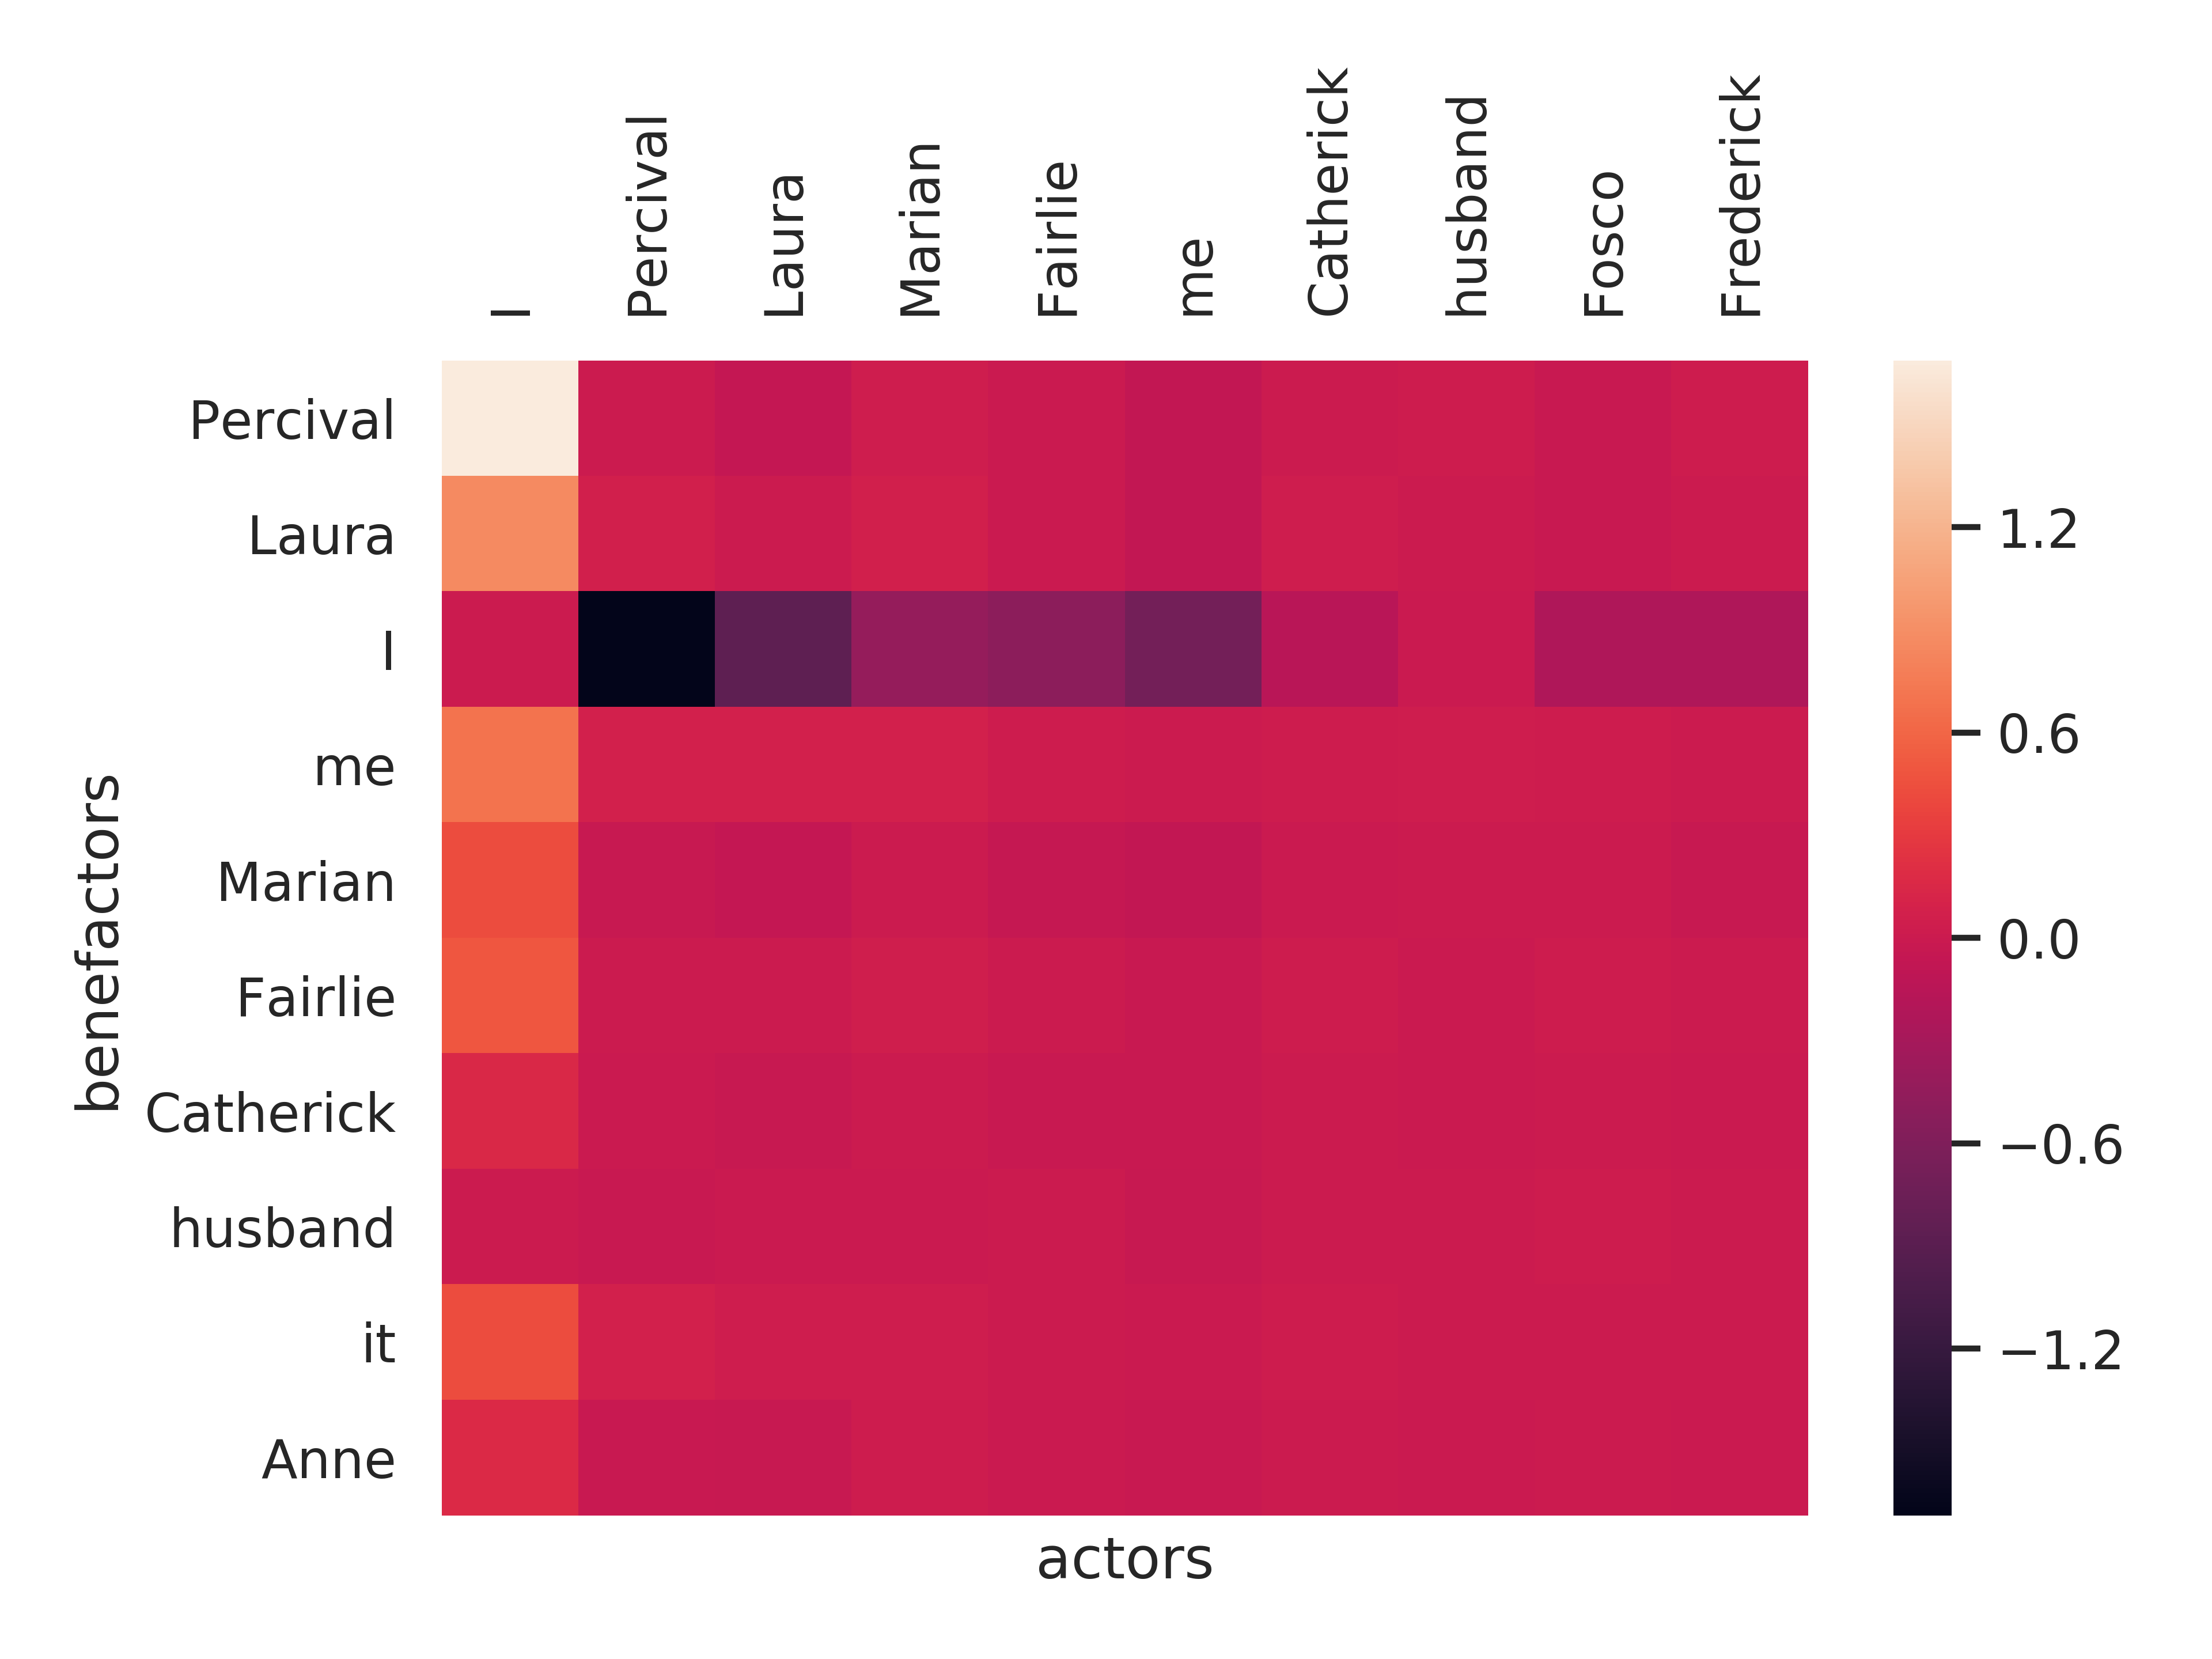 I
Percival
Laura
Marian
Fairlie
me
Catherick
husband
Fosco
Frederick
Percival
Laura
I
me
Marian
Fairlie
Catherick
husband
it
Anne
benefactors
actors
1.2
0.6
0.0
−0.6
−1.2